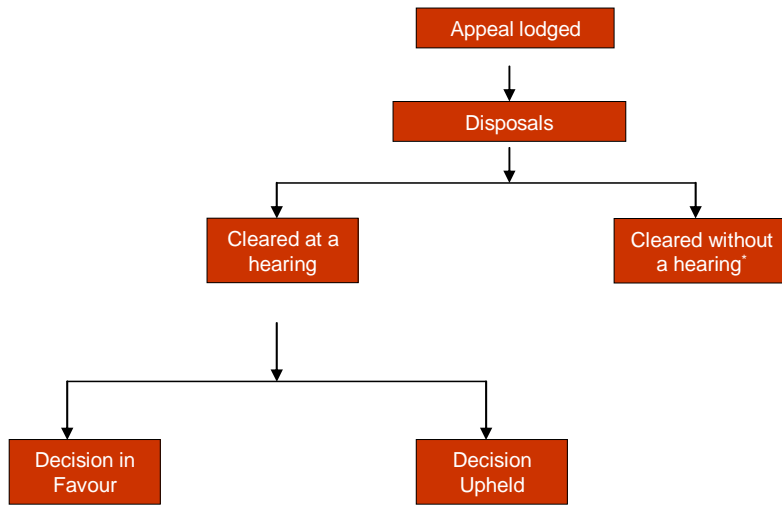 Appeal lodged
Disposals
Cleared at a
hearing
Cleared without
a hearing*
Decision in
Favour
Decision
Upheld